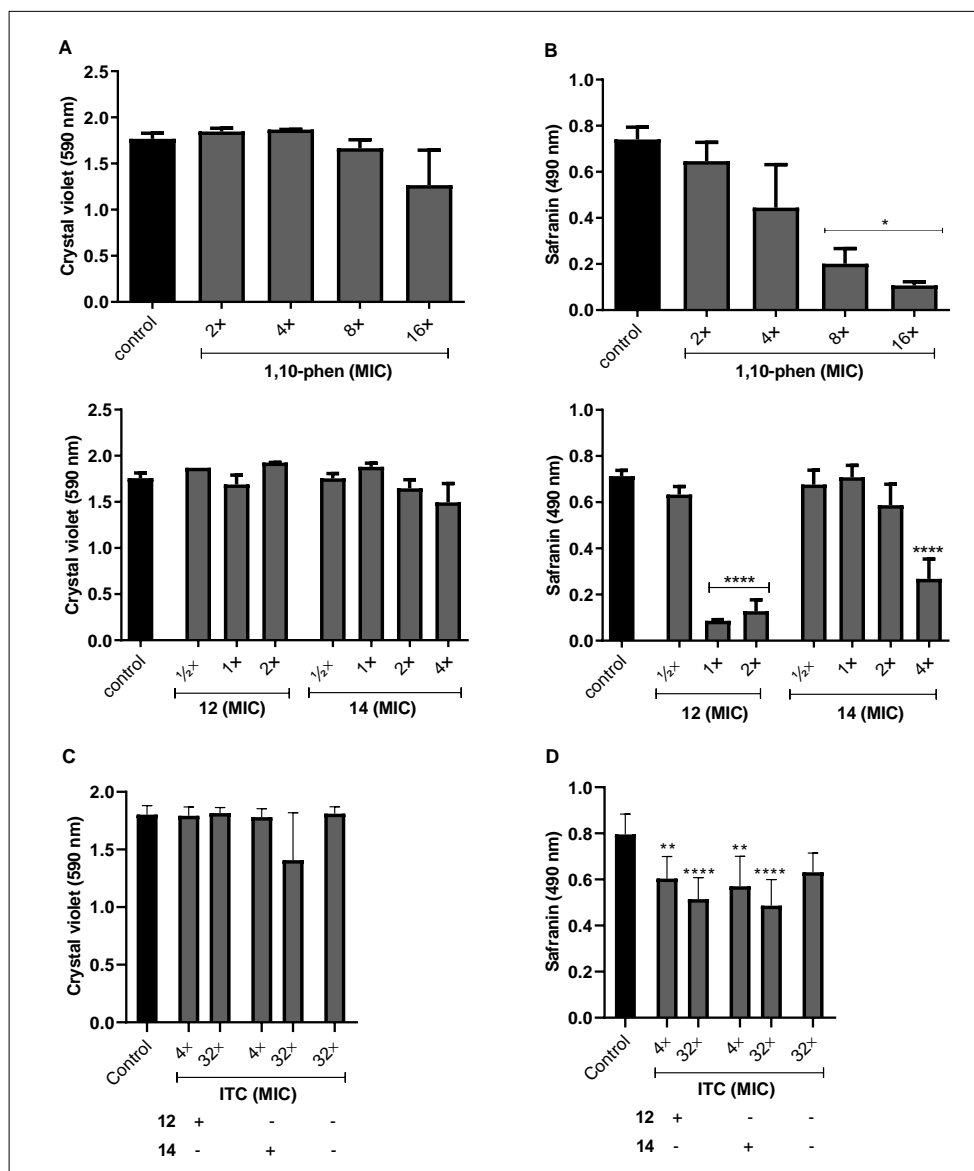 A
Crystal violet (590 nm)
2.5
2.0
1.5
1.0
0.5
0.0
control
2×
4×
8×
16×
1,10-phen (MIC)
B
Safranin (490 nm)
1.0
0.8
0.6
0.4
0.2
0.0
*
control
2×
4×
8×
16×
1,10-phen (MIC)
Crystal violet (590 nm)
2.5
2.0
1.5
1.0
0.5
0.0
control
½×
1×
2×
½×
1×
2×
4×
12 (MIC)
14 (MIC)
Safranin (490 nm)
1.0
0.8
0.6
0.4
0.2
0.0
****
****
control
½×
1×
2×
½×
1×
2×
4×
12 (MIC)
14 (MIC)
C
Crystal violet (590 nm)
2.0
1.5
1.0
0.5
0.0
Control
4×
32×
4×
32×
32×
ITC (MIC)
12 + - -
14 - + -
D
Safranin (490 nm)
1.0
0.8
0.6
0.4
0.2
0.0
**
****
**
****
Control
4×
32×
4×
32×
32×
ITC (MIC)
12 + - -
14 - + -